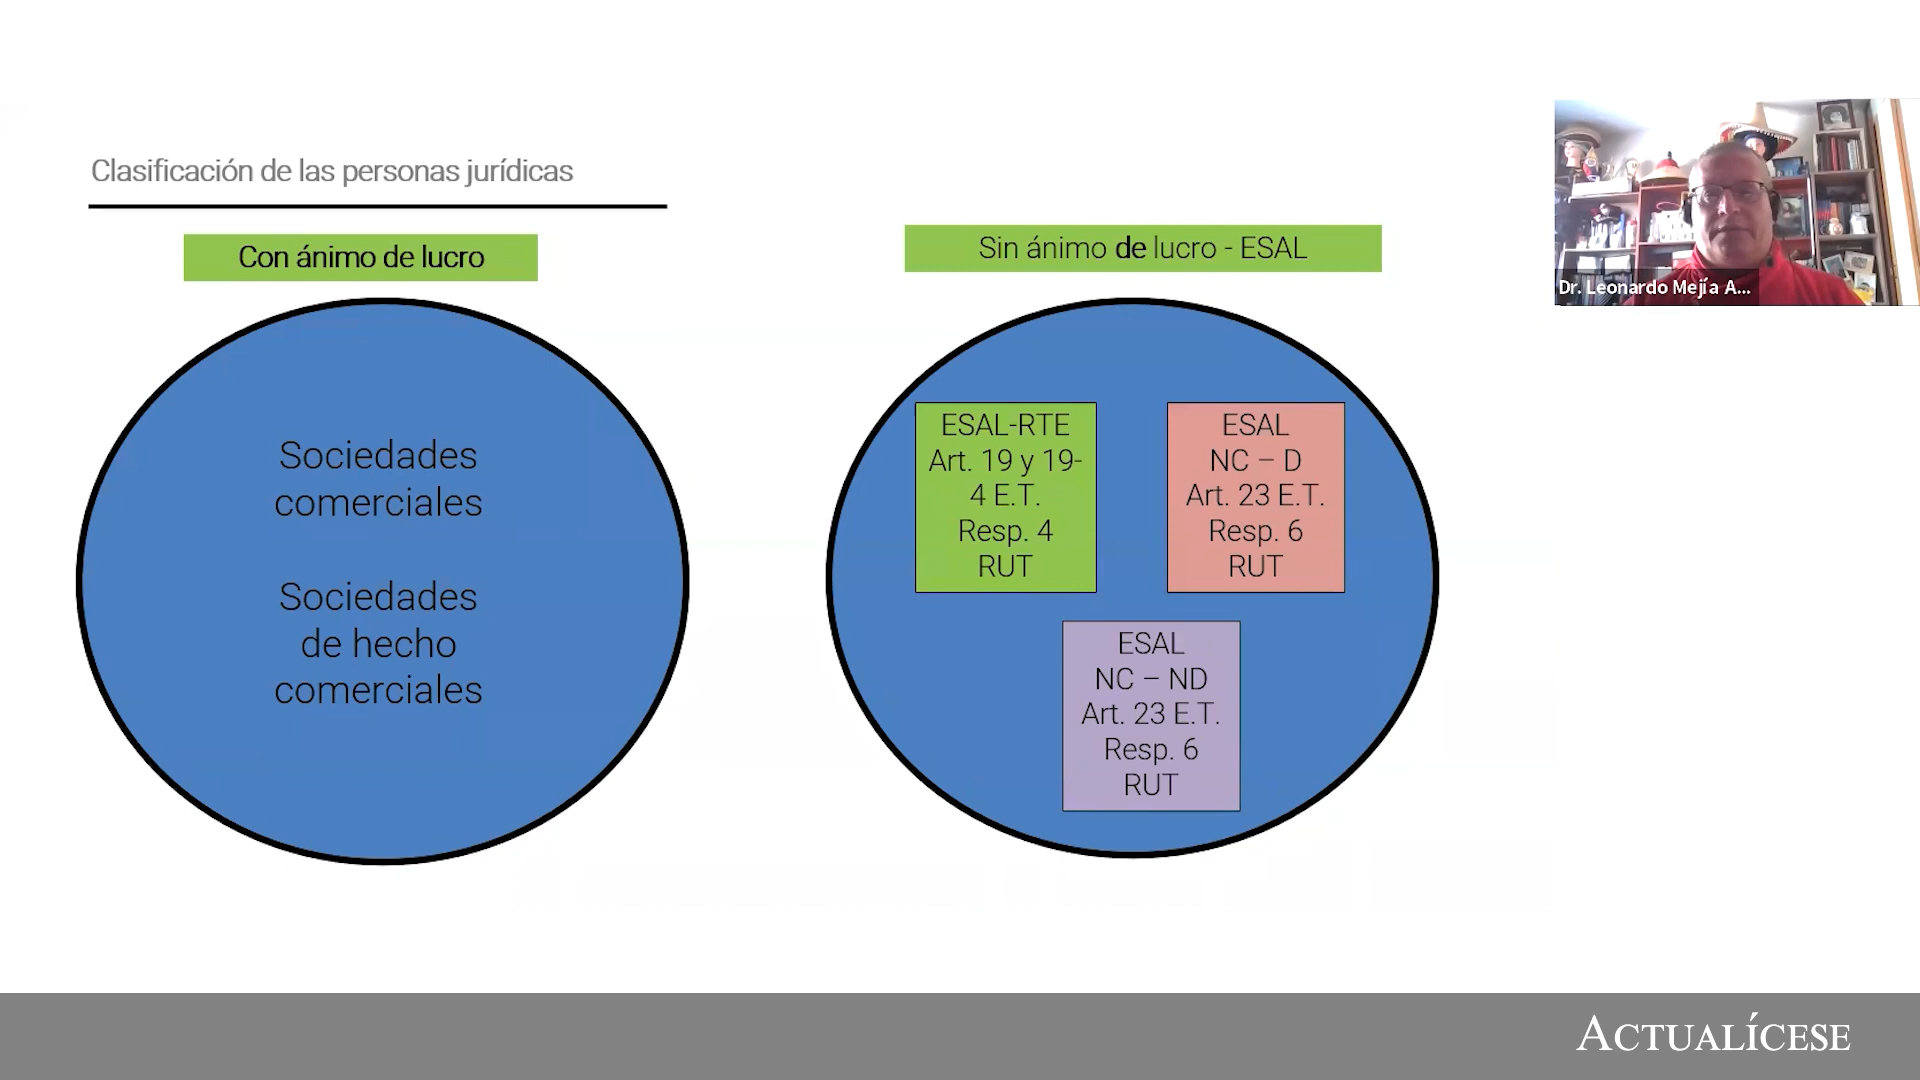 Clasificación de las personas jurídicas
Con ánimo de lucro
Sociedades
comerciales
Sociedades
de hecho
comerciales
Sin ánimo de lucro - ESAL
ESAL-RTE
Art. 19 y 19-
4 E.T.
Resp. 4
RUT
ESAL
NC – D
Art. 23 E.T.
Resp. 6
RUT
ESAL
NC – ND
Art. 23 E.T.
Resp. 6
RUT
Dr. Leonardo Mejía A...
ACTUALÍCESE